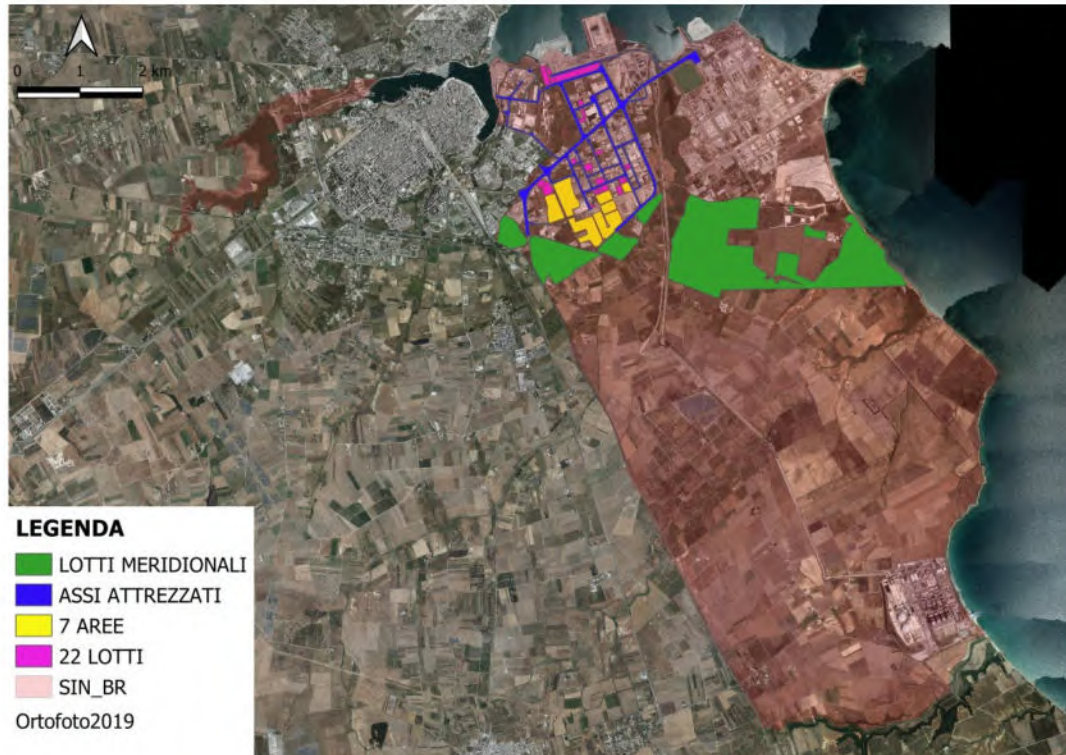 0 1 2 km
LEGENDA
LOTTI MERIDIONALI
ASSI ATTREZZATI
7 AREE
22 LOTTI
SIN_BR
Ortofoto2019